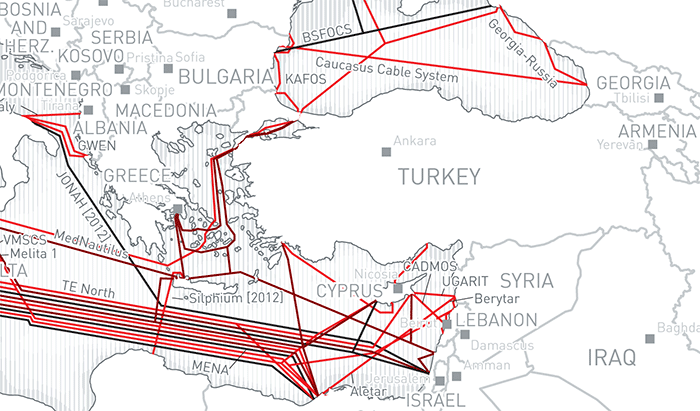 BOSNIA
AND
HERZ.
Bucharest
Sarajevo
SERBIA
KOSOVO
Pristina
Sofia
Podgorica
Skopje
MONTENEGRO
BULGARIA
BSFOCS
KAFOS
Caucasus Cable System
Georgia-Russia
GEORGIA
Tbilisi
ARMENIA
Yerevan
aly
Tirana
MACEDONIA
ALBANIA
GWEN
GREECE
Athens
Ankara
TURKEY
JONAH [2012]
MedNautilus
VMSCS
Melita 1
LTA
TE North
Silphium [2012]
Nicosia
CYPRUS
CADMOS
UGARIT
SYRIA
Berytar
Beirut
LEBANON
Damascus
Baghda
IRAQ
MENA
Aletar
Jerusalem
Amman
ISRAEL